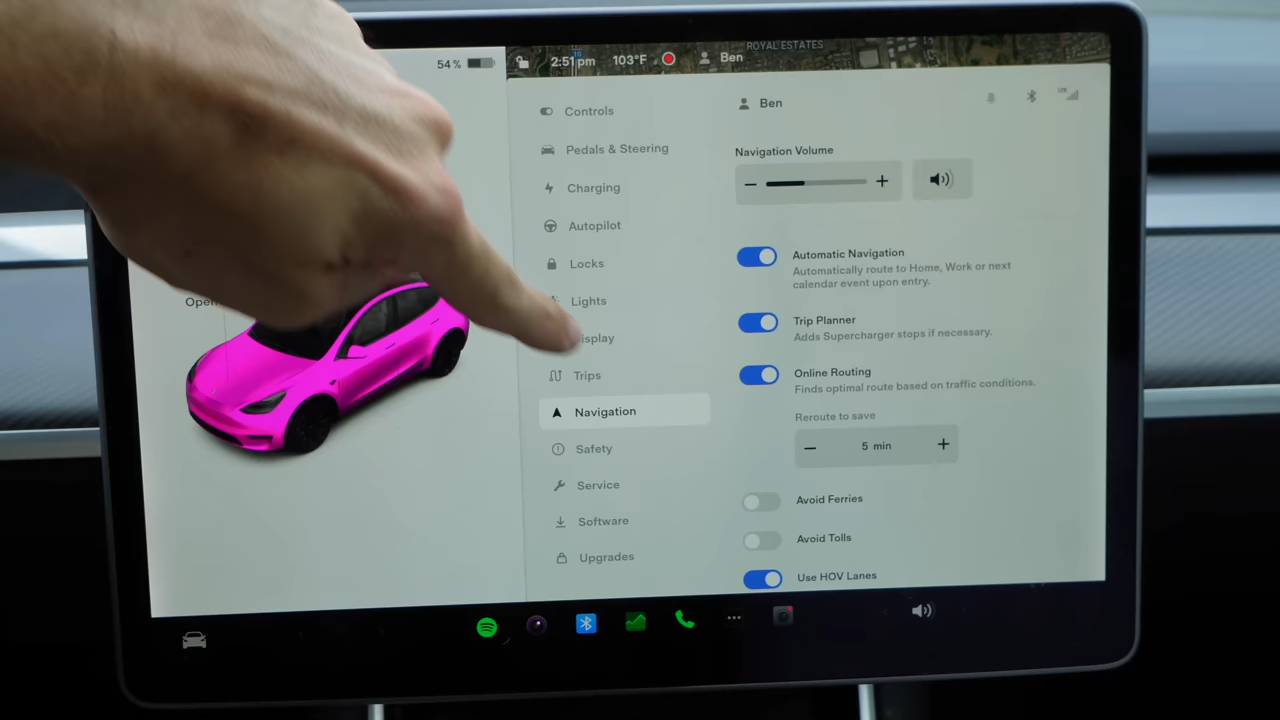 ROYAL ESTATES
54 %
2:51 pm 103°F Ben
Controls
Pedals & Steering
Charging
Autopilot
Locks
Lights
isplay
Trips
Navigation
Safety
Service
Software
Upgrades
Open
Ben
LTE
Navigation Volume
Automatic Navigation
Automatically route to Home, Work or next
calendar event upon entry.
Trip Planner
Adds Supercharger stops if necessary.
Online Routing
Finds optimal route based on traffic conditions.
Reroute to save
− 5 min +
Avoid Ferries
Avoid Tolls
Use HOV Lanes